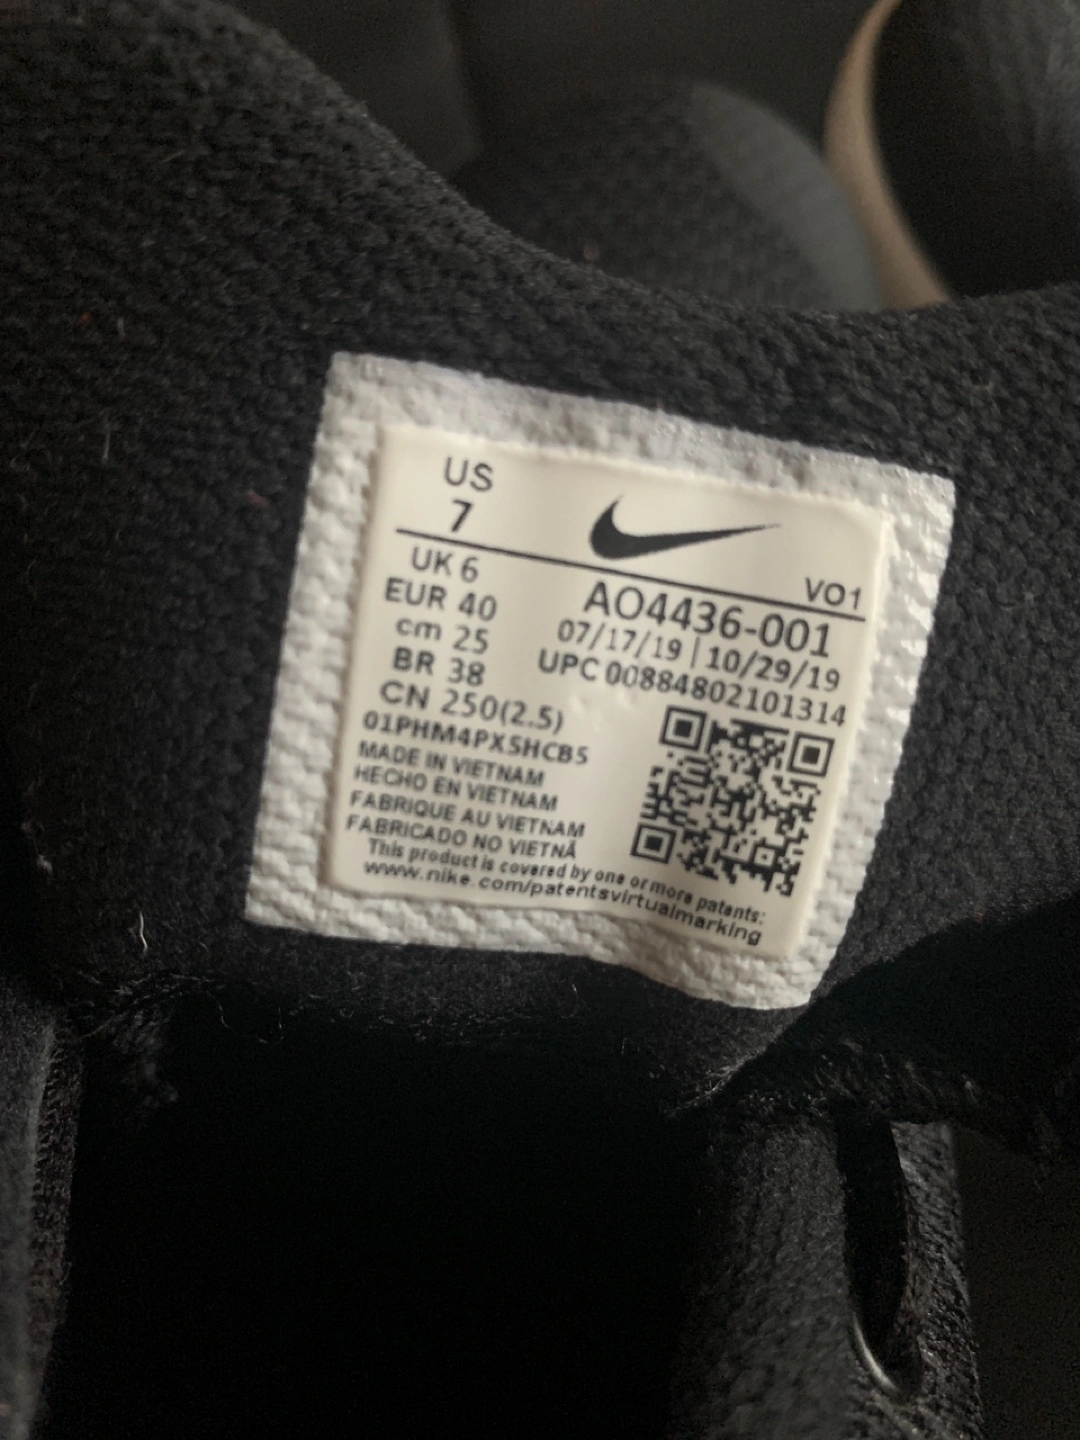 US
7
VO1
UK 6
EUR 40
cm 25
BR 38
CN 250(2.5)
AO4436-001
07/17/19 | 10/29/19
UPC 00884802101314
01PHM4PX5HCB5
MADE IN VIETNAM
HECHO EN VIETNAM
FABRIQUE AU VIETNAM
FABRICADO NO VIETNÃ
This product is covered by one or more patents:
www.nike.com/patentsvirtualmarking